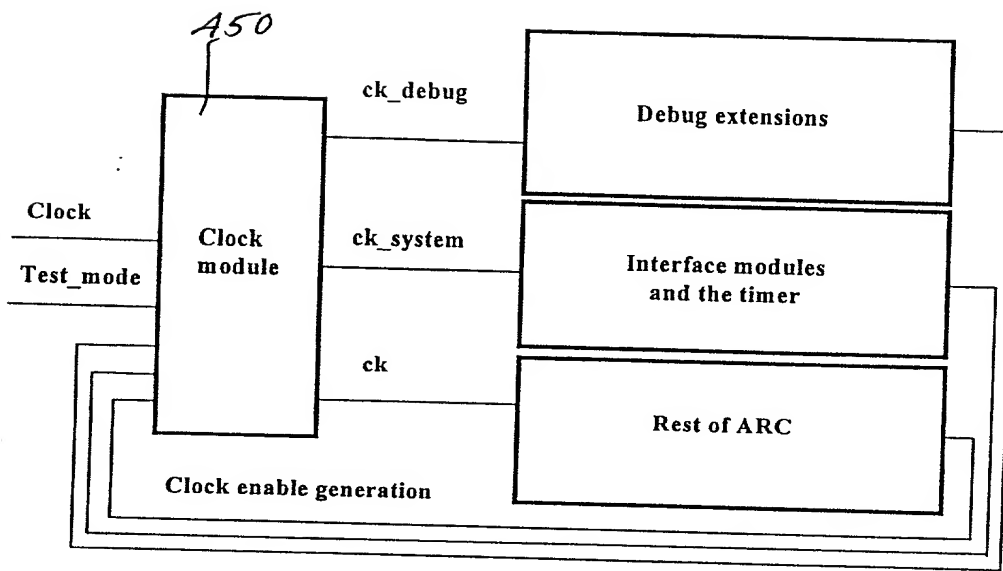 450
ck_debug
Debug extensions
Clock
Test_mode
Clock
module
ck_system
Interface modules
and the timer
ck
Rest of ARC
Clock enable generation